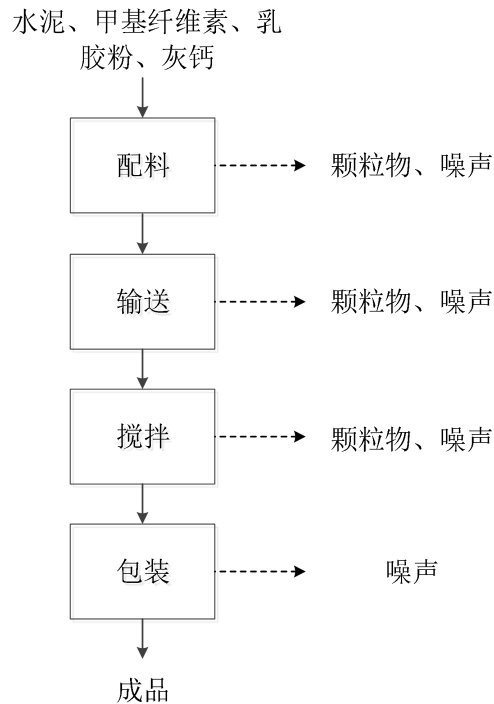 水泥、甲基纤维素、乳
胶粉、灰钙
配料
颗粒物、噪声
输送
颗粒物、噪声
搅拌
颗粒物、噪声
包装
噪声
成品